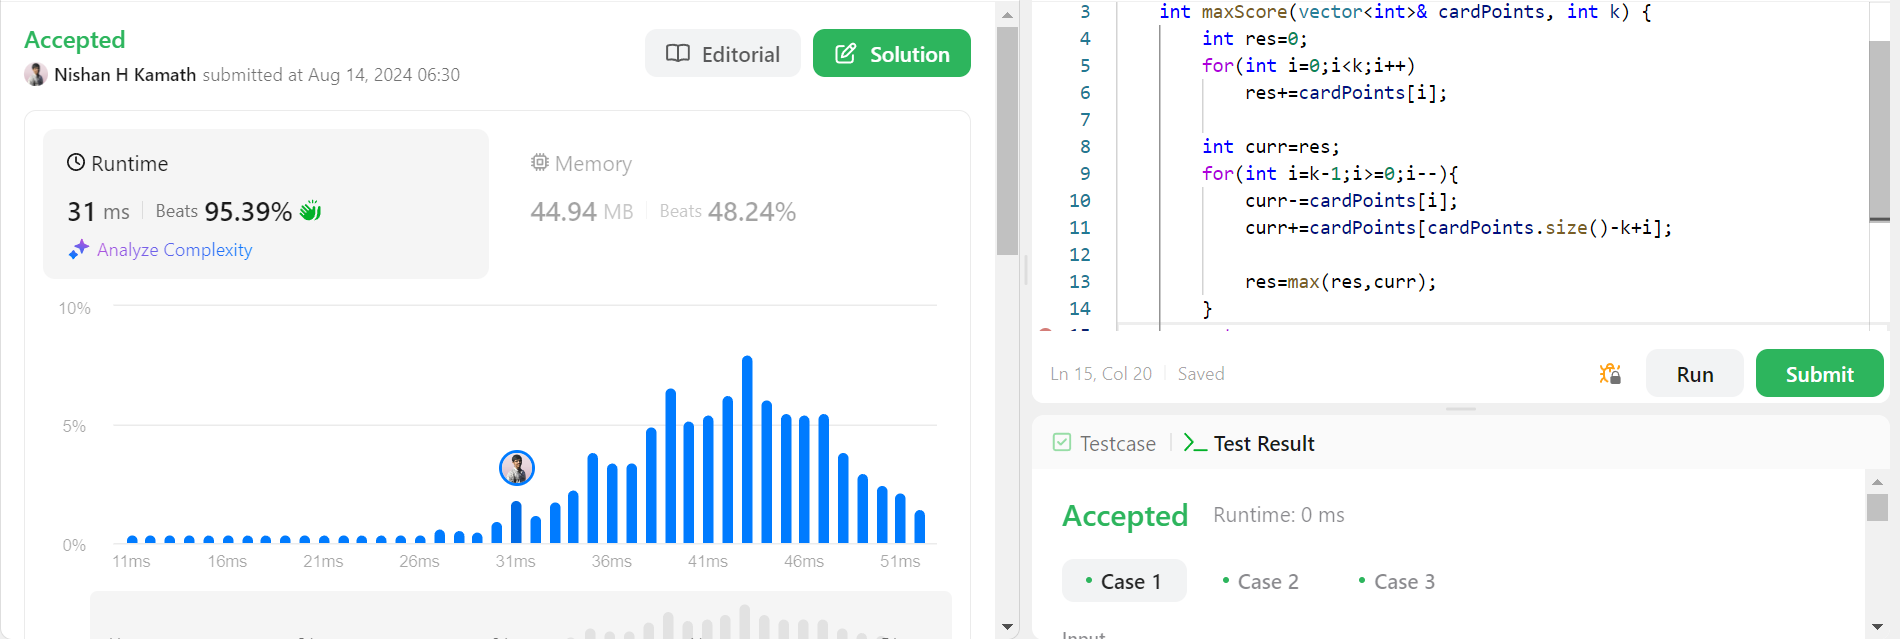 Accepted
Editorial
Solution
Nishan H Kamath submitted at Aug 14, 2024 06:30
Runtime
31 ms Beats 95.39%
Analyze Complexity
Memory
44.94 MB Beats 48.24%
10%
5%
0%
11ms 16ms 21ms 26ms 31ms 36ms 41ms 46ms 51ms
3 int maxScore(vector<int>& cardPoints, int k) {
4 int res=0;
5 for(int i=0;i<k;i++)
6 res+=cardPoints[i];
7
8 int curr=res;
9 for(int i=k-1;i>=0;i--){
10 curr-=cardPoints[i];
11 curr+=cardPoints[cardPoints.size()-k+i];
12
13 res=max(res,curr);
14 }
Ln 15, Col 20 Saved
Run
Submit
Testcase
Test Result
Accepted Runtime: 0 ms
Case 1 Case 2 Case 3
Input